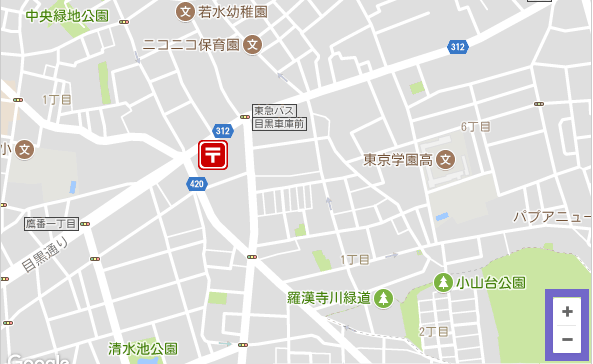 中央緑地公園
若水幼稚園
ニコニコ保育園
312
1丁目
東急バス
目黒車庫前
312
6丁目
小
東京学園高
420
鷹番一丁目
パプアニュー
目黒通り
1丁目
小山台公園
羅漢寺川緑道
+
2丁目
−
清水池公園
Google